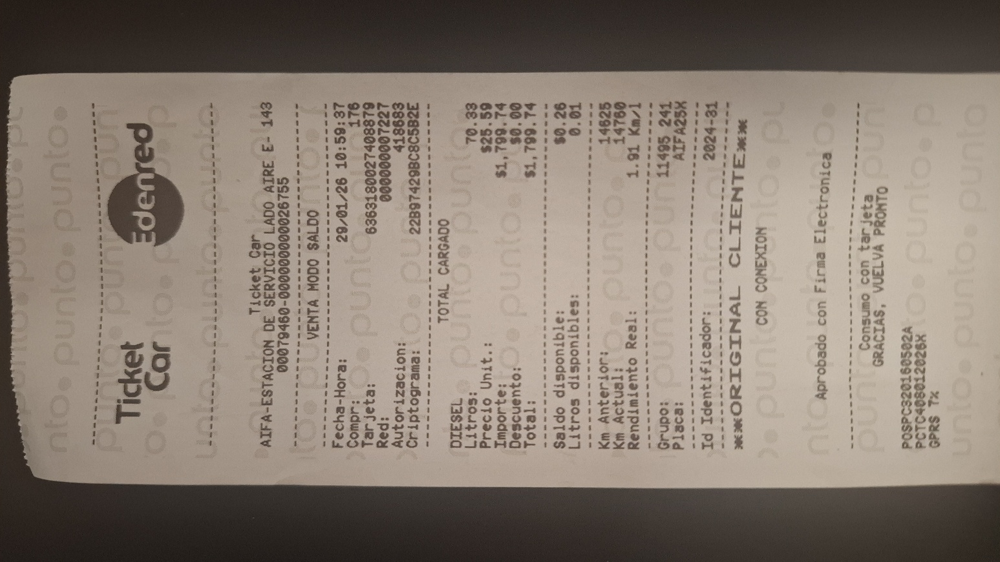 Ticket
Car
Edenred
Ticket Car
AIFA-ESTACION DE SERVICIO LADO AIRE E- 143
00079460-0000000000026755
VENTA MODO SALDO
Fecha-Hora: 29/01/26 10:59:37
Compr: 176
Tarjeta: 6363180027408879
Red: 000000007227
Autorizacion: 418683
Criptograma: 22B97429BC8C5B2E
TOTAL CARGADO
DIESEL
Litros: 70.33
Precio Unit.: $25.59
Importe: $1,799.74
Descuento: $0.00
Total: $1,799.74
Saldo disponible: $0.26
Litros disponibles: 0.01
Km Anterior: 14625
Km Actual: 14760
Rendimiento Real: 1.91 Km/l
Grupo: 11495 241
Placa: AIFA25X
Id Identificador: 2024-31
***ORIGINAL CLIENTE***
CON CONEXION
Aprobado con Firma Electronica
Consumo con tarjeta
GRACIAS, VUELVA PRONTO
POSPC320160502A
PCTC408012026X
GPRS 7%